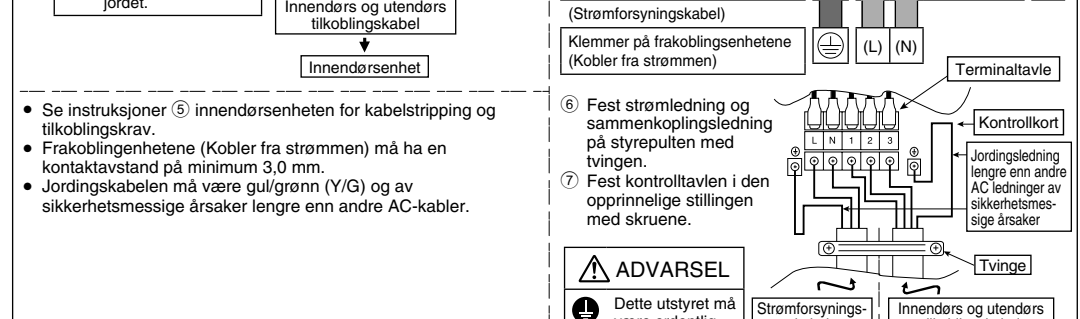 jordet.
Innendørs og utendørs
tilkoblingskabel
Innendørsenhet
● Se instruksjoner ⑤ innendørsenheten for kabelstripping og
tilkoblingskrav.
● Frakoblingenhetene (Kobler fra strømmen) må ha en
kontaktavstand på minimum 3,0 mm.
● Jordingskabelen må være gul/grønn (Y/G) og av
sikkerhetsmessige årsaker lengre enn andre AC-kabler.
(Strømforsyningskabel)
Klemmer på frakoblingsenhetene
(Kobler fra strømmen)
(L) (N)
⑥ Fest strømledning og
sammenkoplingsledning
på styrepulten med
tvingen.
⑦ Fest kontrolltavlen i den
opprinnelige stillingen
med skruene.
Terminaltavle
L N 1 2 3
Kontrollkort
Jordingsledning
lengre enn andre
AC ledninger av
sikkerhetsmes-
sige årsaker
Tvinge
ADVARSEL
Dette utstyret må
Strømforsynings-
Innendørs og utendørs